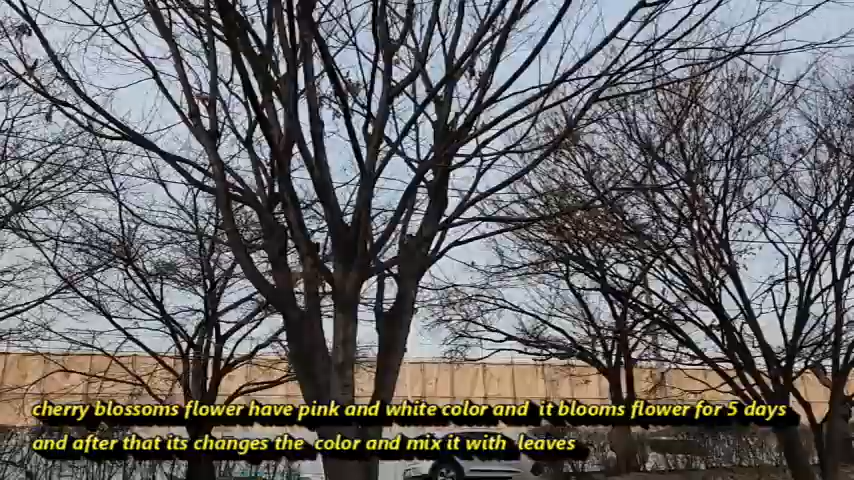 cherry blossoms flower have pink and white color and it blooms flower for 5 days
and after that its changes the color and mix it with leaves